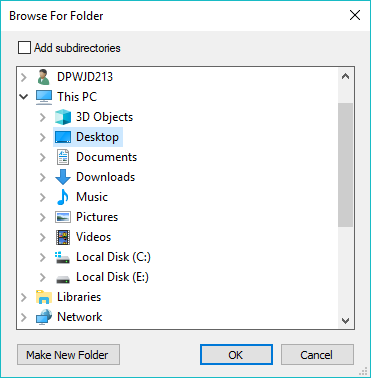 Browse For Folder
Add subdirectories
DPWJD213
This PC
3D Objects
Desktop
Documents
Downloads
Music
Pictures
Videos
Local Disk (C:)
Local Disk (E:)
Libraries
Network
Make New Folder OK Cancel